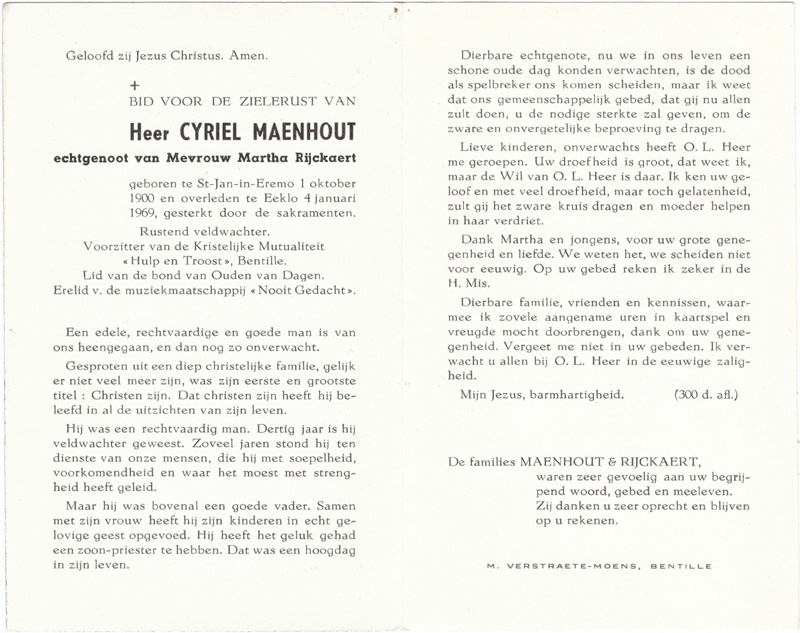 Geloofd zij Jezus Christus. Amen.
+
BID VOOR DE ZIELERUST VAN
Heer CYRIEL MAENHOUT
echtgenoot van Mevrouw Martha Rijckaert
geboren te St-Jan-in-Eremo 1 oktober
1900 en overleden te Eeklo 4 januari
1969, gesterkt door de sakramenten.
Rustend veldwachter.
Voorzitter van de Kristelijke Mutualiteit
« Hulp en Troost», Bentille.
Lid van de bond van Ouden van Dagen.
Erelid v. de muziekmaatschappij «Nooit Gedacht».
Een edele, rechtvaardige en goede man is van
ons heengegaan, en dan nog zo onverwacht.
Gesproten uit een diep christelijke familie, gelijk
er niet veel meer zijn, was zijn eerste en grootste
titel : Christen zijn. Dat christen zijn heeft hij be-
leefd in al de uitzichten van zijn leven.
Hij was een rechtvaardig man. Dertig jaar is hij
veldwachter geweest. Zoveel jaren stond hij ten
dienste van onze mensen, die hij met soepelheid,
voorkomendheid en waar het moest met streng-
heid heeft geleid.
Maar hij was bovenal een goede vader. Samen
met zijn vrouw heeft hij zijn kinderen in echt ge-
lovige geest opgevoed. Hij heeft het geluk gehad
een zoon-priester te hebben. Dat was een hoogdag
in zijn leven.
Dierbare echtgenote, nu we in ons leven een
schone oude dag konden verwachten, is de dood
als spelbreker ons komen scheiden, maar ik weet
dat ons gemeenschappelijk gebed, dat gij nu allen
zult doen, u de nodige sterkte zal geven, om de
zware en onvergetelijke beproeving te dragen.
Lieve kinderen, onverwachts heeft O. L. Heer
me geroepen. Uw droefheid is groot, dat weet ik,
maar de Wil van O. L. Heer is daar. Ik ken uw ge-
loof en met veel droefheid, maar toch gelatenheid,
zult gij het zware kruis dragen en moeder helpen
in haar verdriet.
Dank Martha en jongens, voor uw grote gene-
genheid en liefde. We weten het, we scheiden niet
voor eeuwig. Op uw gebed reken ik zeker in de
H. Mis.
Dierbare familie, vrienden en kennissen, waar-
mee ik zovele aangename uren in kaartspel en
vreugde mocht doorbrengen, dank om uw gene-
genheid. Vergeet me niet in uw gebeden. Ik ver-
wacht u allen bij O. L. Heer in de eeuwige zalig-
heid.
Mijn Jezus, barmhartigheid. (300 d. afl.)
De families MAENHOUT & RIJCKAERT,
waren zeer gevoelig aan uw begrij-
pend woord, gebed en meeleven.
Zij danken u zeer oprecht en blijven
op u rekenen.
M. VERSTRAETE-MOENS, BENTILLE